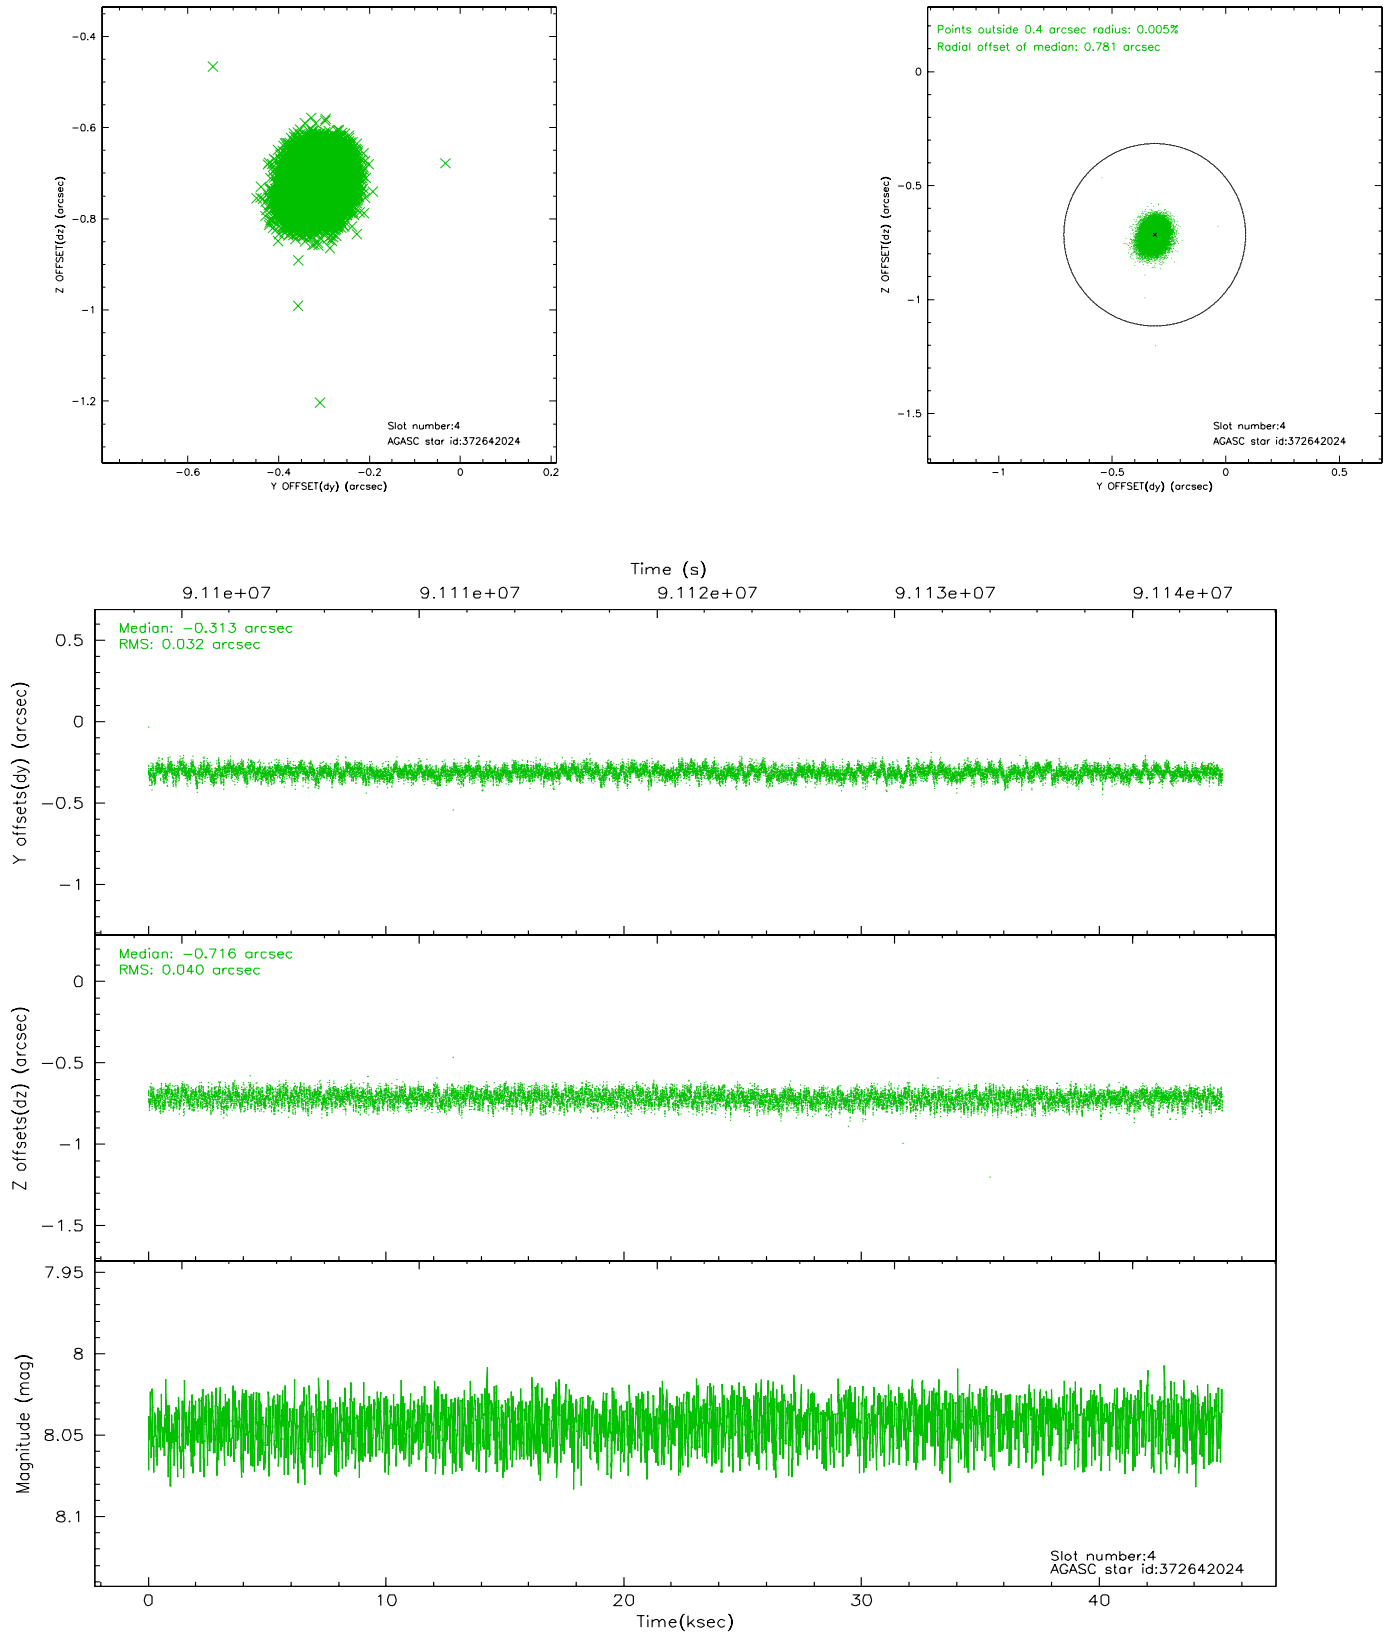 −0.4
−0.6
−0.8
−1
−1.2
Z OFFSET(dz) (arcsec)
Slot number:4
AGASC star id:372642024
−0.6 −0.4 −0.2 0 0.2
Y OFFSET(dy) (arcsec)
Points outside 0.4 arcsec radius: 0.005%
Radial offset of median: 0.781 arcsec
0
−0.5
−1
−1.5
Z OFFSET(dz) (arcsec)
Slot number:4
AGASC star id:372642024
−1 −0.5 0 0.5
Y OFFSET(dy) (arcsec)
Time (s)
9.11e+07 9.111e+07 9.112e+07 9.113e+07 9.114e+07
Median: −0.313 arcsec
RMS: 0.032 arcsec
0.5
0
−0.5
−1
Y offsets(dy) (arcsec)
Median: −0.716 arcsec
RMS: 0.040 arcsec
0
−0.5
−1
−1.5
Z offsets(dz) (arcsec)
7.95
8
8.05
8.1
Magnitude (mag)
Slot number:4
AGASC star id:372642024
0 10 20 30 40
Time(ksec)